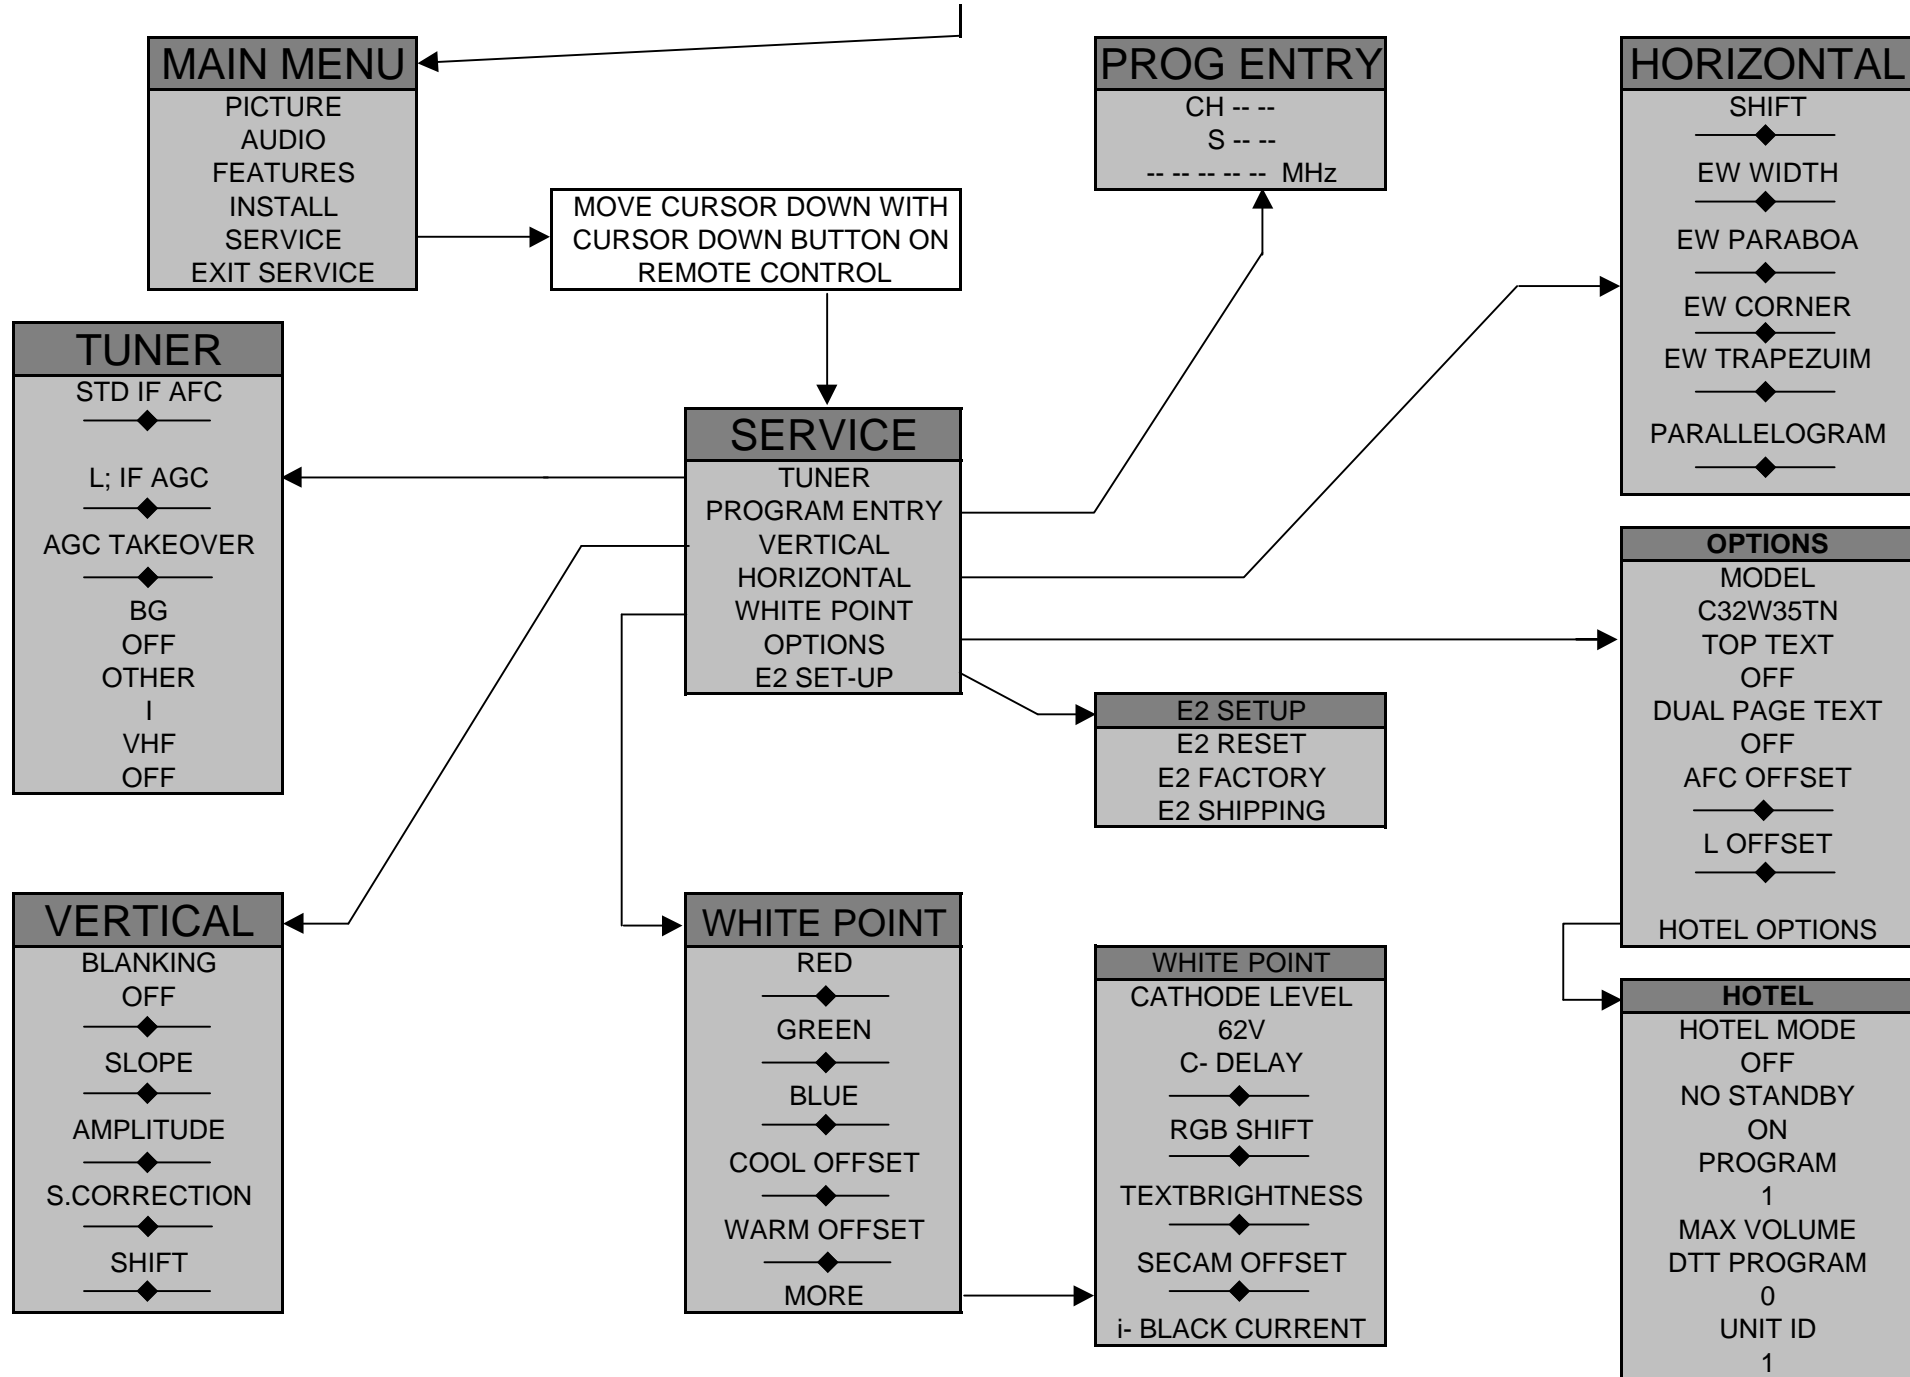 MAIN MENU
PICTURE
AUDIO
FEATURES
INSTALL
SERVICE
EXIT SERVICE
MOVE CURSOR DOWN WITH
CURSOR DOWN BUTTON ON
REMOTE CONTROL
PROG ENTRY
CH -- --
S -- --
-- -- -- -- -- MHz
HORIZONTAL
SHIFT
EW WIDTH
EW PARABOA
EW CORNER
EW TRAPEZUIM
PARALLELOGRAM
TUNER
STD IF AFC
L; IF AGC
AGC TAKEOVER
BG
OFF
OTHER
I
VHF
OFF
SERVICE
TUNER
PROGRAM ENTRY
VERTICAL
HORIZONTAL
WHITE POINT
OPTIONS
E2 SET-UP
E2 SETUP
E2 RESET
E2 FACTORY
E2 SHIPPING
OPTIONS
MODEL
C32W35TN
TOP TEXT
OFF
DUAL PAGE TEXT
OFF
AFC OFFSET
L OFFSET
HOTEL OPTIONS
VERTICAL
BLANKING
OFF
SLOPE
AMPLITUDE
S.CORRECTION
SHIFT
WHITE POINT
RED
GREEN
BLUE
COOL OFFSET
WARM OFFSET
MORE
WHITE POINT
CATHODE LEVEL
62V
C- DELAY
RGB SHIFT
TEXTBRIGHTNESS
SECAM OFFSET
i- BLACK CURRENT
HOTEL
HOTEL MODE
OFF
NO STANDBY
ON
PROGRAM
1
MAX VOLUME
DTT PROGRAM
0
UNIT ID
1